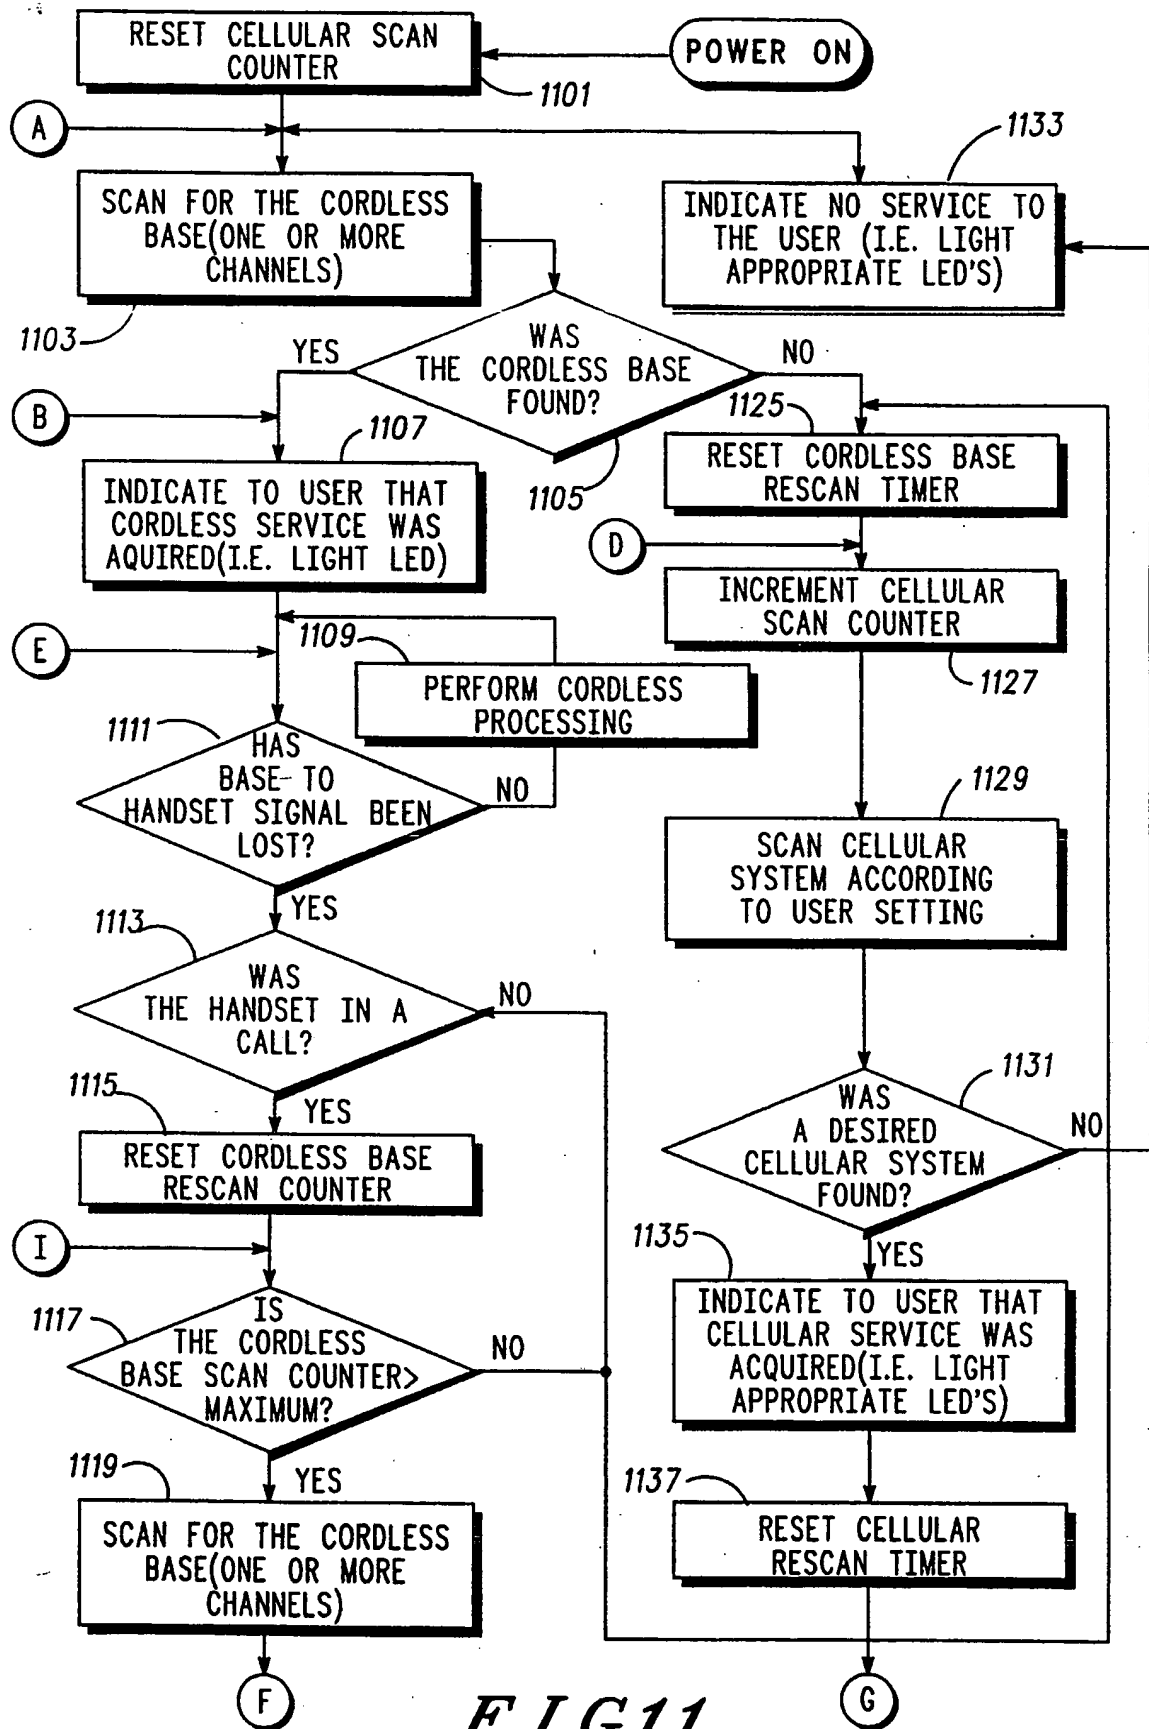 RESET CELLULAR SCAN
COUNTER
POWER ON
1101
A
1133
SCAN FOR THE CORDLESS
BASE(ONE OR MORE
CHANNELS)
INDICATE NO SERVICE TO
THE USER (I.E. LIGHT
APPROPRIATE LED'S)
1103
WAS
THE CORDLESS BASE
FOUND?
YES
NO
1105
B
1107
1125
INDICATE TO USER THAT
CORDLESS SERVICE WAS
AQUIRED(I.E. LIGHT LED)
RESET CORDLESS BASE
RESCAN TIMER
D
INCREMENT CELLULAR
SCAN COUNTER
1127
E
1109
PERFORM CORDLESS
PROCESSING
1111
HAS
BASE TO
HANDSET SIGNAL BEEN
LOST?
NO
YES
1129
SCAN CELLULAR
SYSTEM ACCORDING
TO USER SETTING
1113
WAS
THE HANDSET IN A
CALL?
NO
YES
1131
WAS
A DESIRED
CELLULAR SYSTEM
FOUND?
NO
YES
1115
RESET CORDLESS BASE
RESCAN COUNTER
I
1135
INDICATE TO USER THAT
CELLULAR SERVICE WAS
ACQUIRED(I.E. LIGHT
APPROPRIATE LED'S)
1117
IS
THE CORDLESS
BASE SCAN COUNTER>
MAXIMUM?
NO
YES
1119
SCAN FOR THE CORDLESS
BASE(ONE OR MORE
CHANNELS)
1137
RESET CELLULAR
RESCAN TIMER
F
G
FIG11